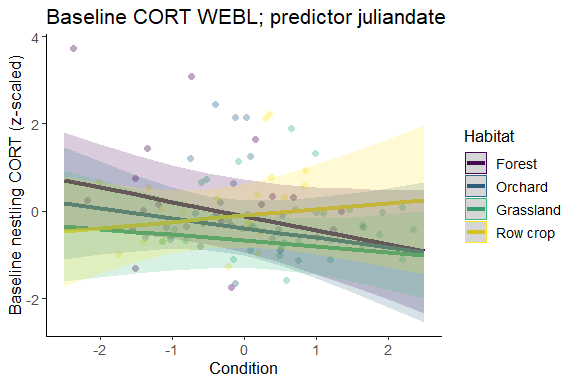 Baseline CORT WEBL; predictor juliandate
Baseline nestling CORT (z-scaled)
4
2
0
-2
-2
-1
0
1
2
Condition
Habitat
Forest
Orchard
Grassland
Row crop